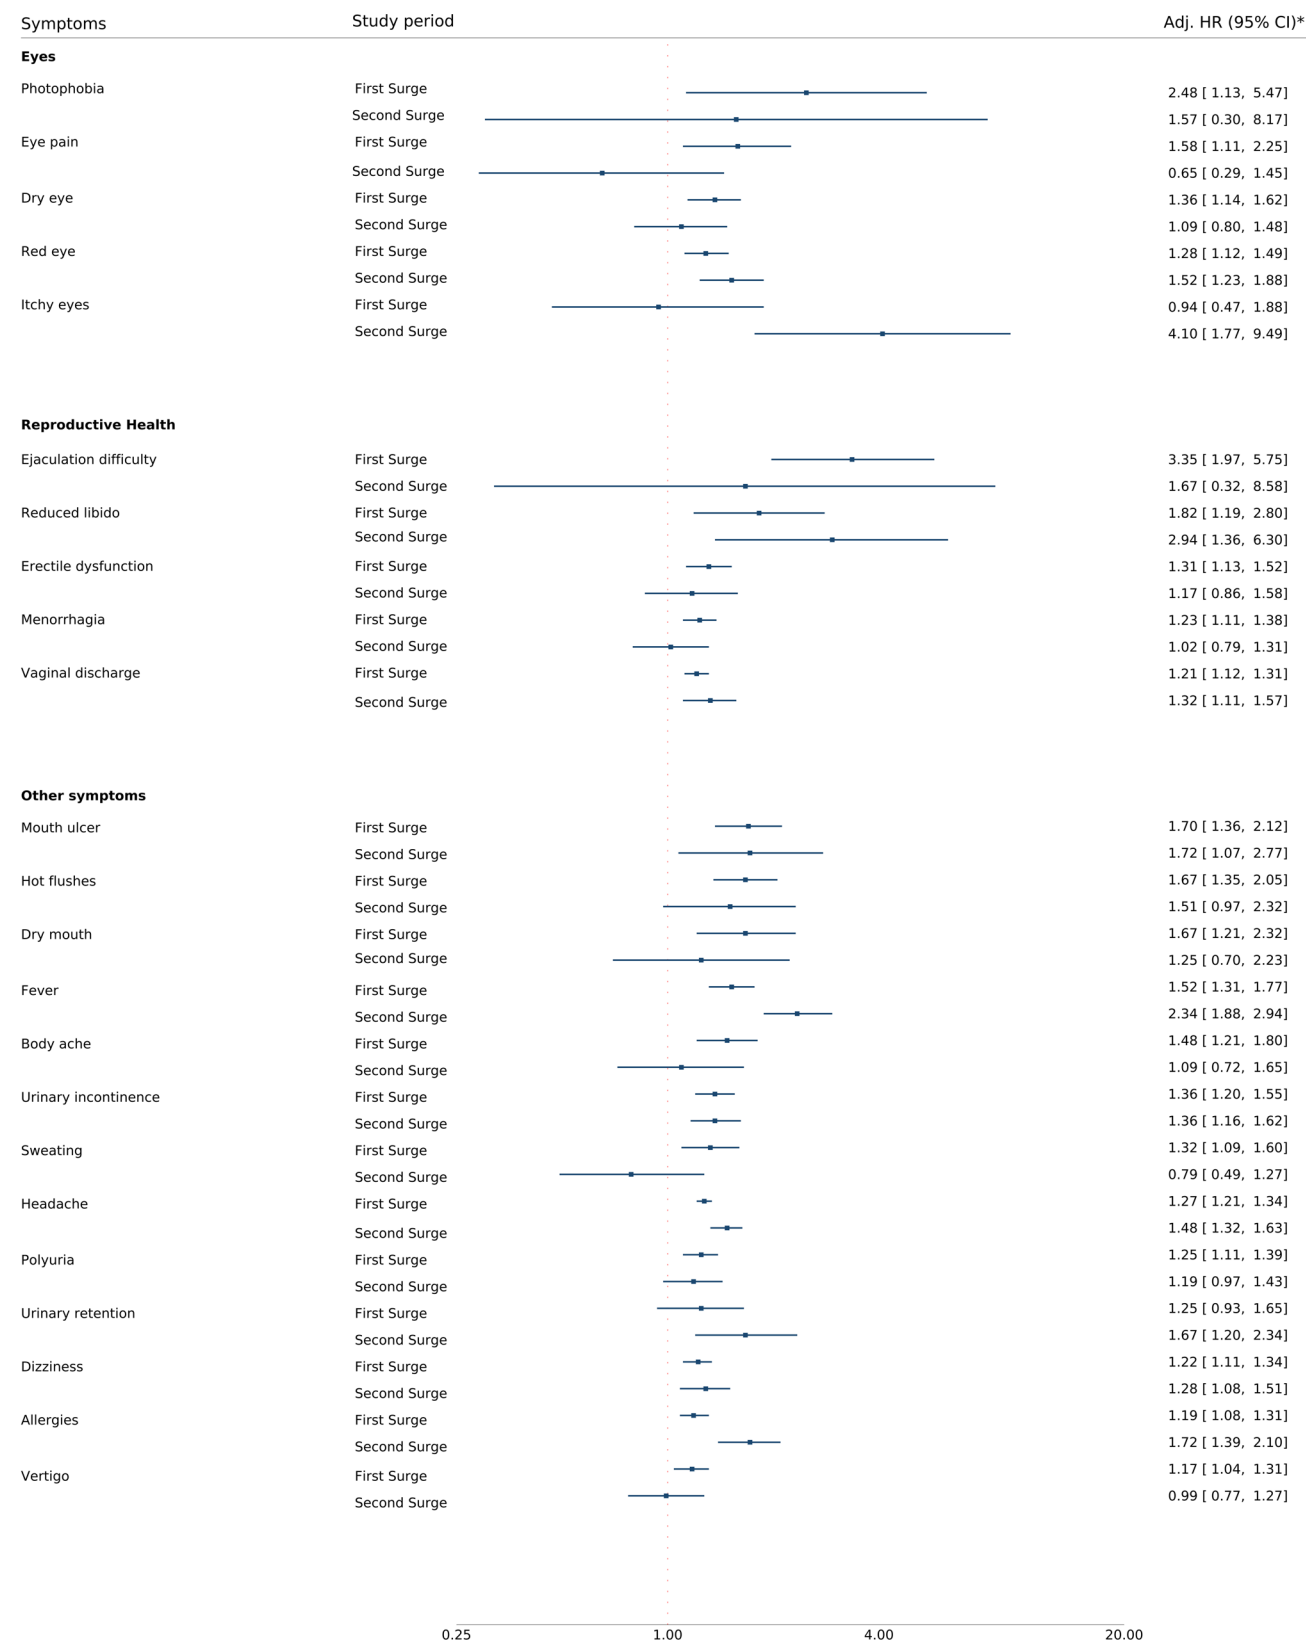 Symptoms Study period Adj. HR (95% CI)*
Eyes
Photophobia First Surge 2.48 [ 1.13, 5.47]
Second Surge 1.57 [ 0.30, 8.17]
Eye pain First Surge 1.58 [ 1.11, 2.25]
Second Surge 0.65 [ 0.29, 1.45]
Dry eye First Surge 1.36 [ 1.14, 1.62]
Second Surge 1.09 [ 0.80, 1.48]
Red eye First Surge 1.28 [ 1.12, 1.49]
Second Surge 1.52 [ 1.23, 1.88]
Itchy eyes First Surge 0.94 [ 0.47, 1.88]
Second Surge 4.10 [ 1.77, 9.49]
Reproductive Health
Ejaculation difficulty First Surge 3.35 [ 1.97, 5.75]
Second Surge 1.67 [ 0.32, 8.58]
Reduced libido First Surge 1.82 [ 1.19, 2.80]
Second Surge 2.94 [ 1.36, 6.30]
Erectile dysfunction First Surge 1.31 [ 1.13, 1.52]
Second Surge 1.17 [ 0.86, 1.58]
Menorrhagia First Surge 1.23 [ 1.11, 1.38]
Second Surge 1.02 [ 0.79, 1.31]
Vaginal discharge First Surge 1.21 [ 1.12, 1.31]
Second Surge 1.32 [ 1.11, 1.57]
Other symptoms
Mouth ulcer First Surge 1.70 [ 1.36, 2.12]
Second Surge 1.72 [ 1.07, 2.77]
Hot flushes First Surge 1.67 [ 1.35, 2.05]
Second Surge 1.51 [ 0.97, 2.32]
Dry mouth First Surge 1.67 [ 1.21, 2.32]
Second Surge 1.25 [ 0.70, 2.23]
Fever First Surge 1.52 [ 1.31, 1.77]
Second Surge 2.34 [ 1.88, 2.94]
Body ache First Surge 1.48 [ 1.21, 1.80]
Second Surge 1.09 [ 0.72, 1.65]
Urinary incontinence First Surge 1.36 [ 1.20, 1.55]
Second Surge 1.36 [ 1.16, 1.62]
Sweating First Surge 1.32 [ 1.09, 1.60]
Second Surge 0.79 [ 0.49, 1.27]
Headache First Surge 1.27 [ 1.21, 1.34]
Second Surge 1.48 [ 1.32, 1.63]
Polyuria First Surge 1.25 [ 1.11, 1.39]
Second Surge 1.19 [ 0.97, 1.43]
Urinary retention First Surge 1.25 [ 0.93, 1.65]
Second Surge 1.67 [ 1.20, 2.34]
Dizziness First Surge 1.22 [ 1.11, 1.34]
Second Surge 1.28 [ 1.08, 1.51]
Allergies First Surge 1.19 [ 1.08, 1.31]
Second Surge 1.72 [ 1.39, 2.10]
Vertigo First Surge 1.17 [ 1.04, 1.31]
Second Surge 0.99 [ 0.77, 1.27]
0.25 1.00 4.00 20.00